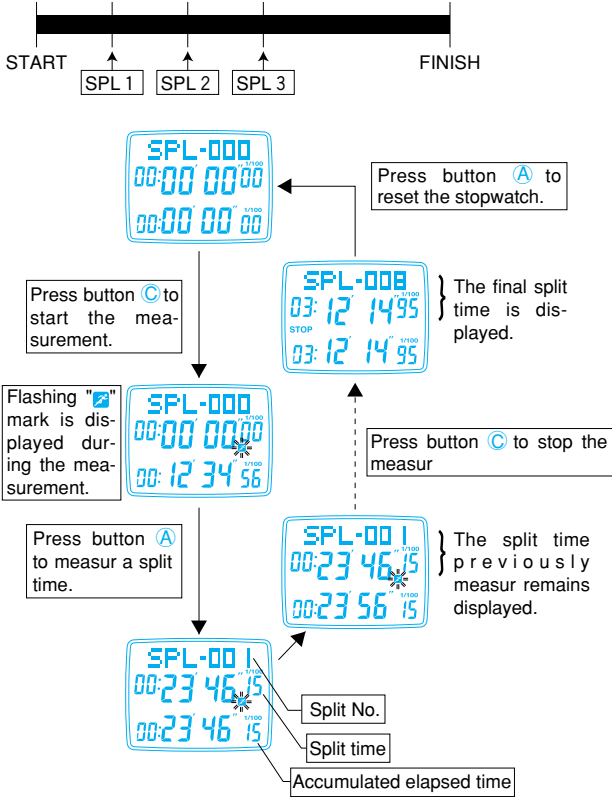 START
FINISH
SPL 1
SPL 2
SPL 3
SPL-000
00:00' 00" 00 1/100
00:00' 00" 00 1/100
Press button Ⓐ to
reset the stopwatch.
Press button Ⓒ to
start the mea-
surement.
SPL-008
03: 12' 14" 95 1/100
STOP
03: 12' 14" 95 1/100
The final split
time is dis-
played.
Flashing " "
mark is dis-
played dur-
ing the mea-
surement.
SPL-000
00:00' 00" 00 1/100
00: 12' 34" 56 1/100
Press button Ⓒ to stop the
measur
Press button Ⓐ
to measur a split
time.
SPL-001
00:23' 46" 15 1/100
00:23' 56" 15 1/100
The split time
previously
measur remains
displayed.
SPL-001
00:23' 46" 15 1/100
00:23' 46" 15 1/100
Split No.
Split time
Accumulated elapsed time